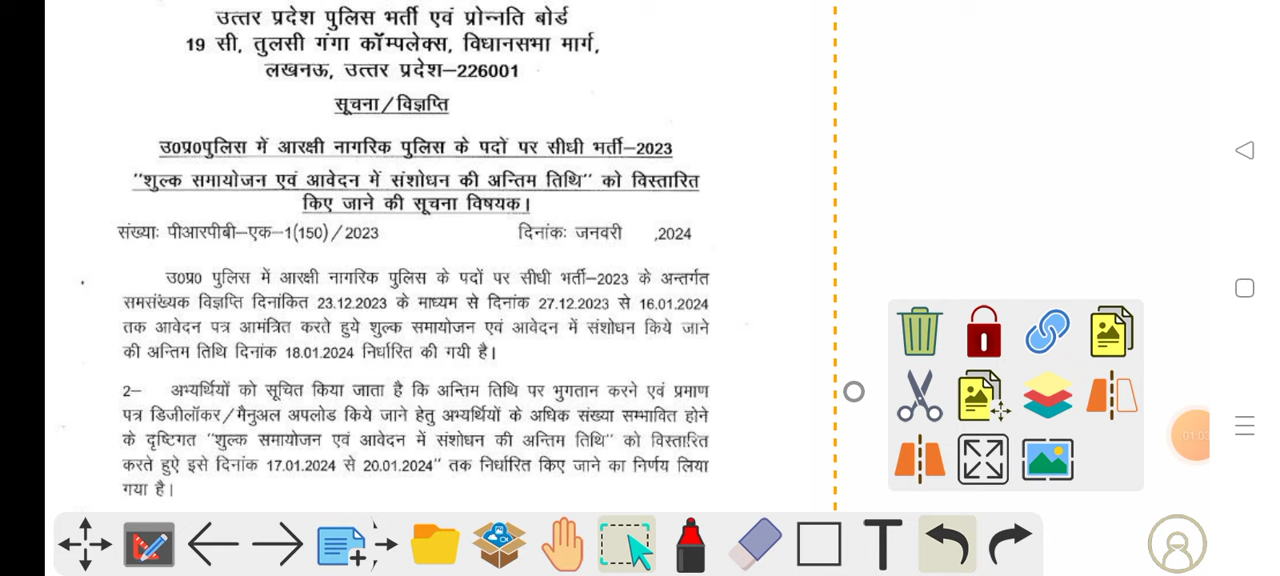 उत्तर प्रदेश पुलिस भर्ती एवं प्रोन्नति बोर्ड
19 सी, तुलसी गंगा कॉम्पलेक्स, विधानसभा मार्ग,
लखनऊ, उत्तर प्रदेश–226001
सूचना/विज्ञप्ति
उ0प्र0पुलिस में आरक्षी नागरिक पुलिस के पदों पर सीधी भर्ती–2023
"शुल्क समायोजन एवं आवेदन में संशोधन की अन्तिम तिथि" को विस्तारित
किए जाने की सूचना विषयक।
संख्याः पीआरपीबी–एक–1(150)/2023 दिनांकः जनवरी ,2024
उ0प्र0 पुलिस में आरक्षी नागरिक पुलिस के पदों पर सीधी भर्ती–2023 के अन्तर्गत
समसंख्यक विज्ञप्ति दिनांकित 23.12.2023 के माध्यम से दिनांक 27.12.2023 से 16.01.2024
तक आवेदन पत्र आमंत्रित करते हुये शुल्क समायोजन एवं आवेदन में संशोधन किये जाने
की अन्तिम तिथि दिनांक 18.01.2024 निर्धारित की गयी है।
2– अभ्यर्थियों को सूचित किया जाता है कि अन्तिम तिथि पर भुगतान करने एवं प्रमाण
पत्र डिजीलॉकर/मैनुअल अपलोड किये जाने हेतु अभ्यर्थियों के अधिक संख्या सम्भावित होने
के दृष्टिगत "शुल्क समायोजन एवं आवेदन में संशोधन की अन्तिम तिथि" को विस्तारित
करते हुऐ इसे दिनांक 17.01.2024 से 20.01.2024" तक निर्धारित किए जाने का निर्णय लिया
गया है।
01:03
T